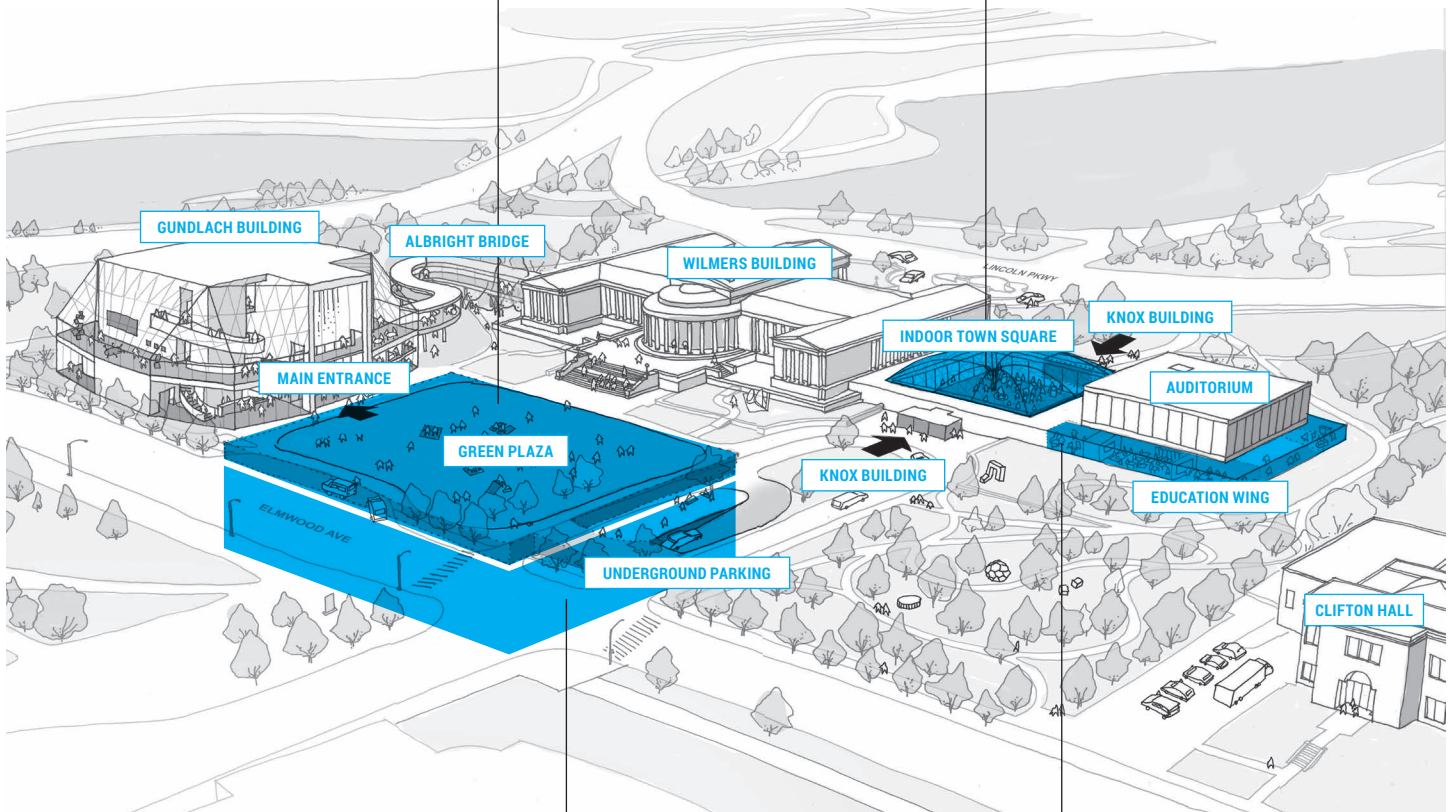 GUNDLACH BUILDING
ALBRIGHT BRIDGE
WILMERS BUILDING
LINCOLN PKWY
KNOX BUILDING
INDOOR TOWN SQUARE
MAIN ENTRANCE
AUDITORIUM
GREEN PLAZA
KNOX BUILDING
EDUCATION WING
ELMWOOD AVE
UNDERGROUND PARKING
CLIFTON HALL